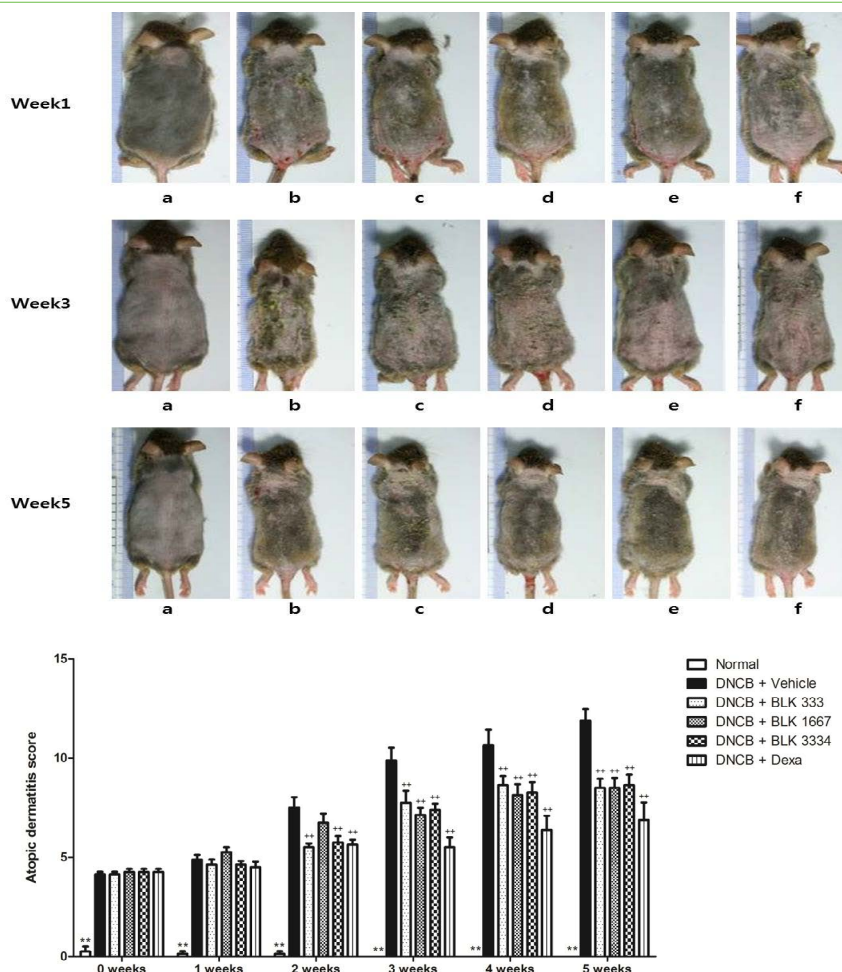 Week1
a b c d e f
Week3
a b c d e f
Week5
a b c d e f
15
10
5
0
Atopic dermatitis score
Normal
DNCB + Vehicle
DNCB + BLK 333
DNCB + BLK 1667
DNCB + BLK 3334
DNCB + Dexa
** ** ** ++ ++ ++ ** ++ ++ ++ ++ ** ++ ++ ++ ++ ** ++ ++ ++ ++
0 weeks 1 weeks 2 weeks 3 weeks 4 weeks 5 weeks